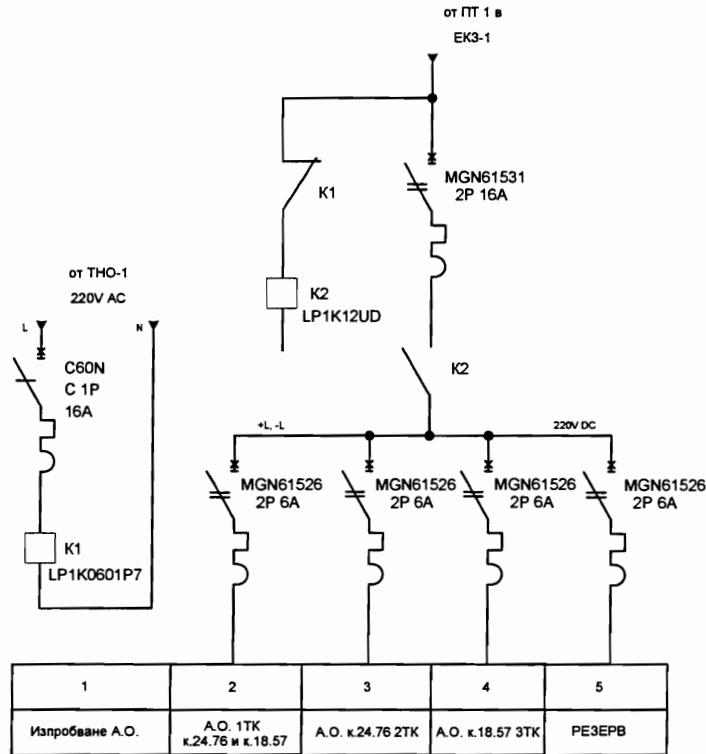 от ПТ 1 в
ЕКЗ-1
K1
MGN61531
2P 16A
от ТНО-1
220V AC
K2
LP1K12UD
L
N
C60N
C 1P
16A
K2
+L, -L
220V DC
MGN61526
2P 6A
MGN61526
2P 6A
MGN61526
2P 6A
MGN61526
2P 6A
K1
LP1K0601P7
1
2
3
4
5
Изпробване А.О.
А.О. 1ТК
к.24.76 и к.18.57
А.О. к.24.76 2ТК
А.О. к.18.57 3ТК
РЕЗЕРВ